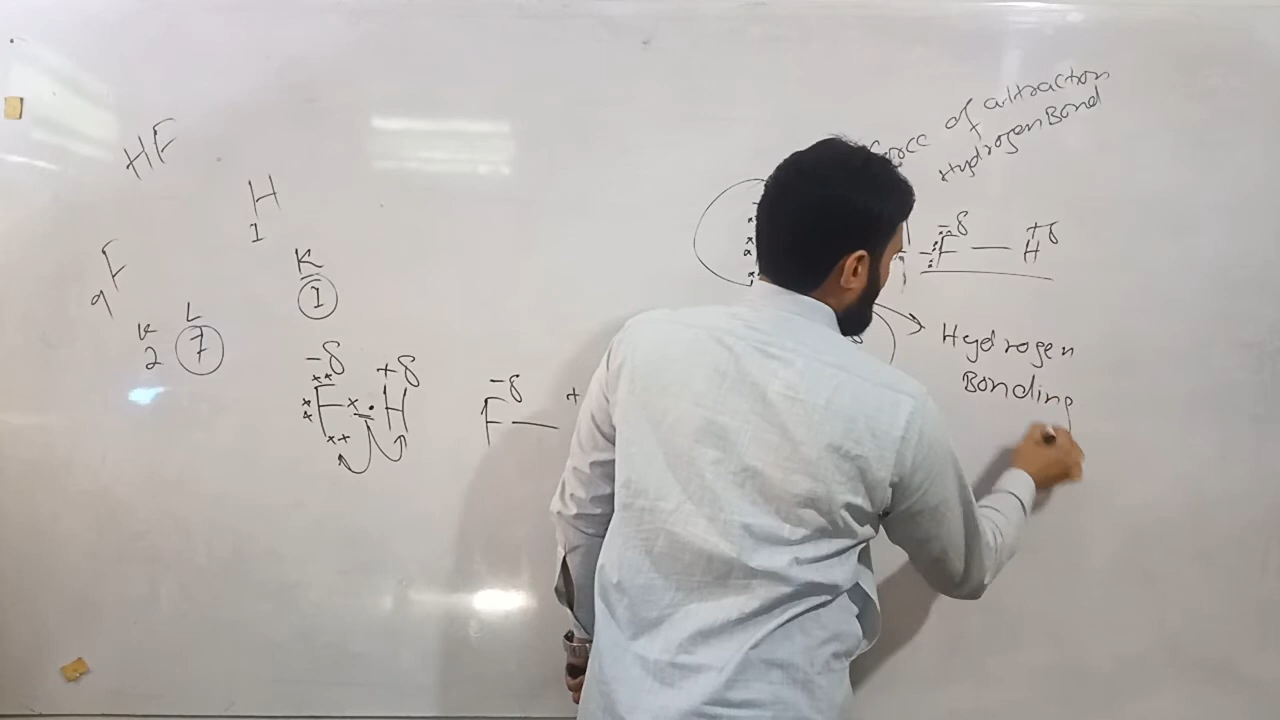 HF
H
1
K
1
9F
K L
2 7
-δ +δ
F H
-δ
F — +
Force of attraction
Hydrogen Bond
-δ +δ
F — H
Hydrogen
Bonding